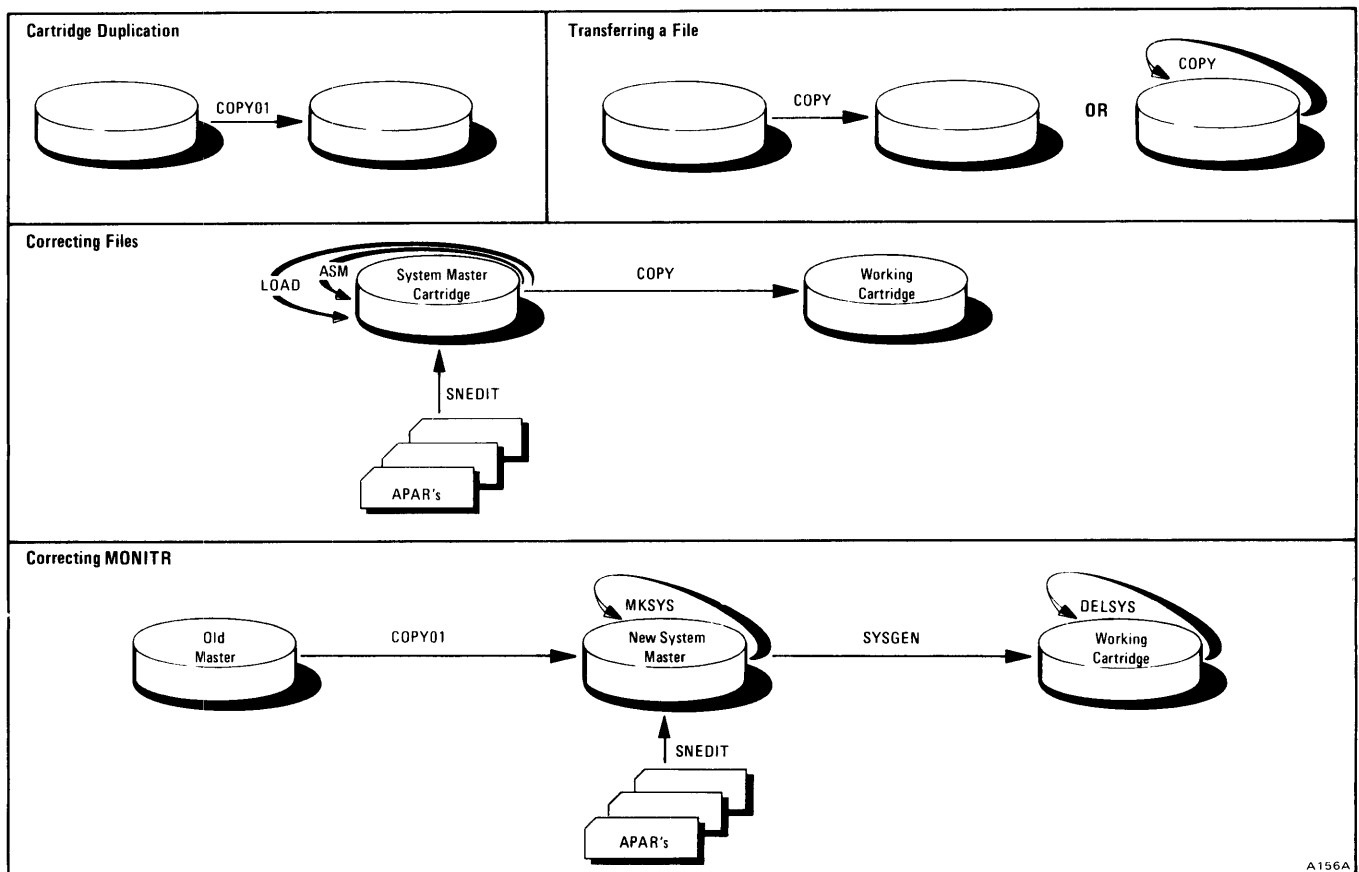 Cartridge Duplication
COPY01
Transferring a File
COPY
OR
COPY
Correcting Files
LOAD
ASM
System Master
Cartridge
COPY
Working
Cartridge
SNEDIT
APAR's
Correcting MONITR
Old
Master
COPY01
MKSYS
New System
Master
SYSGEN
DELSYS
Working
Cartridge
SNEDIT
APAR's
A156A